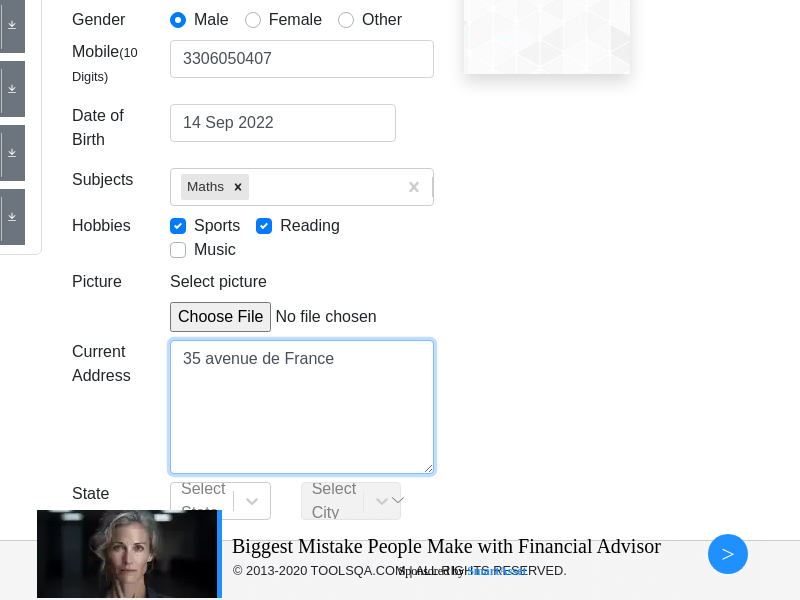 Gender Male Female Other
Mobile(10 Digits) 3306050407
Date of Birth 14 Sep 2022
Subjects Maths
Hobbies Sports Reading
Music
Picture Select picture
Choose File No file chosen
Current Address 35 avenue de France
State Select State Select City
Biggest Mistake People Make with Financial Advisor
© 2013-2020 TOOLSQA.COM | ALL RIGHTS RESERVED.
Sponsored by
>